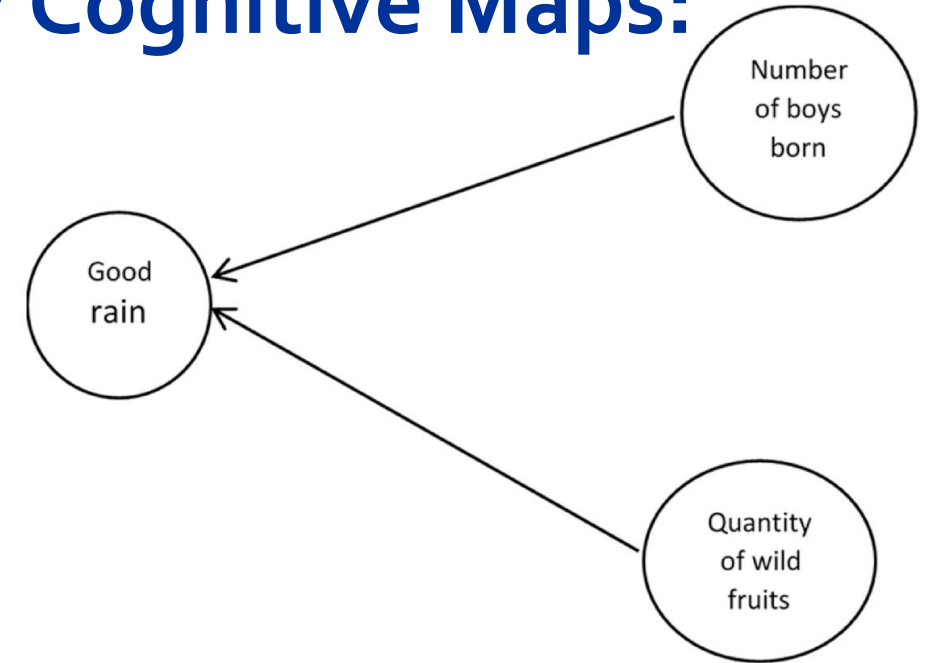 Cognitive Maps:
Number
of boys
born
Good
rain
Quantity
of wild
fruits